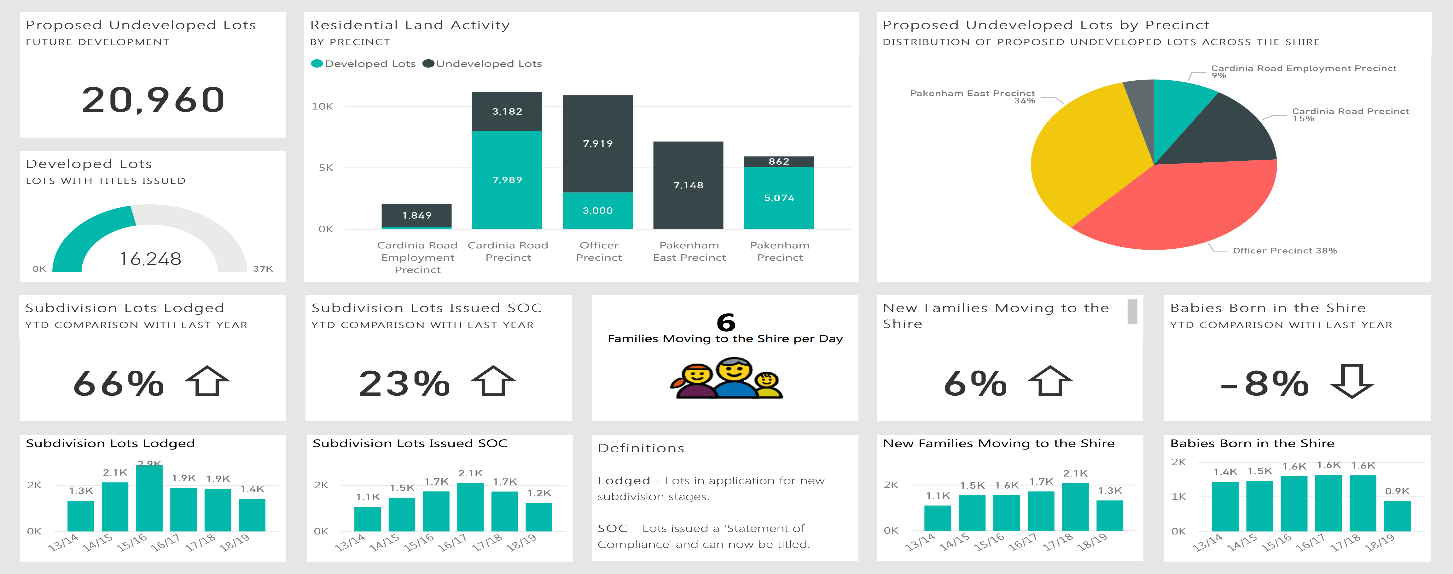 Proposed Undeveloped Lots
FUTURE DEVELOPMENT
20,960
Developed Lots
LOTS WITH TITLES ISSUED
16,248
0K
37K
Residential Land Activity
BY PRECINCT
Developed Lots Undeveloped Lots
10K
5K
0K
1,849
3,182
7,989
7,919
3,000
7,148
862
5,074
Cardinia Road
Employment
Precinct
Cardinia Road
Precinct
Officer
Precinct
Pakenham
East Precinct
Pakenham
Precinct
Proposed Undeveloped Lots by Precinct
DISTRIBUTION OF PROPOSED UNDEVELOPED LOTS ACROSS THE SHIRE
Cardinia Road Employment Precinct
9%
Pakenham East Precinct
34%
Cardinia Road Precinct
15%
Officer Precinct 38%
Subdivision Lots Lodged
YTD COMPARISON WITH LAST YEAR
66%
Subdivision Lots Issued SOC
YTD COMPARISON WITH LAST YEAR
23%
6
Families Moving to the Shire per Day
New Families Moving to the
Shire
6%
Babies Born in the Shire
YTD COMPARISON WITH LAST YEAR
-8%
Subdivision Lots Lodged
2K
0K
1.3K
2.1K
1.9K
1.9K
1.4K
13/14
14/15
15/16
16/17
17/18
18/19
Subdivision Lots Issued SOC
2K
0K
1.1K
1.5K
1.7K
2.1K
1.7K
1.2K
13/14
14/15
15/16
16/17
17/18
18/19
Definitions
Lodged - Lots in application for new
subdivision stages.
SOC - Lots issued a 'Statement of
Compliance' and can now be titled.
New Families Moving to the Shire
2K
0K
1.1K
1.5K
1.6K
1.7K
2.1K
1.3K
13/14
14/15
15/16
16/17
17/18
18/19
Babies Born in the Shire
2K
1K
0K
1.4K
1.5K
1.6K
1.6K
1.6K
0.9K
13/14
14/15
15/16
16/17
17/18
18/19